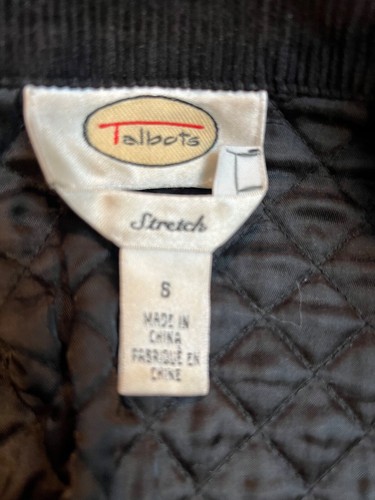 Talbots
Stretch
S
MADE IN
CHINA
FABRIQUÉ EN
CHINE